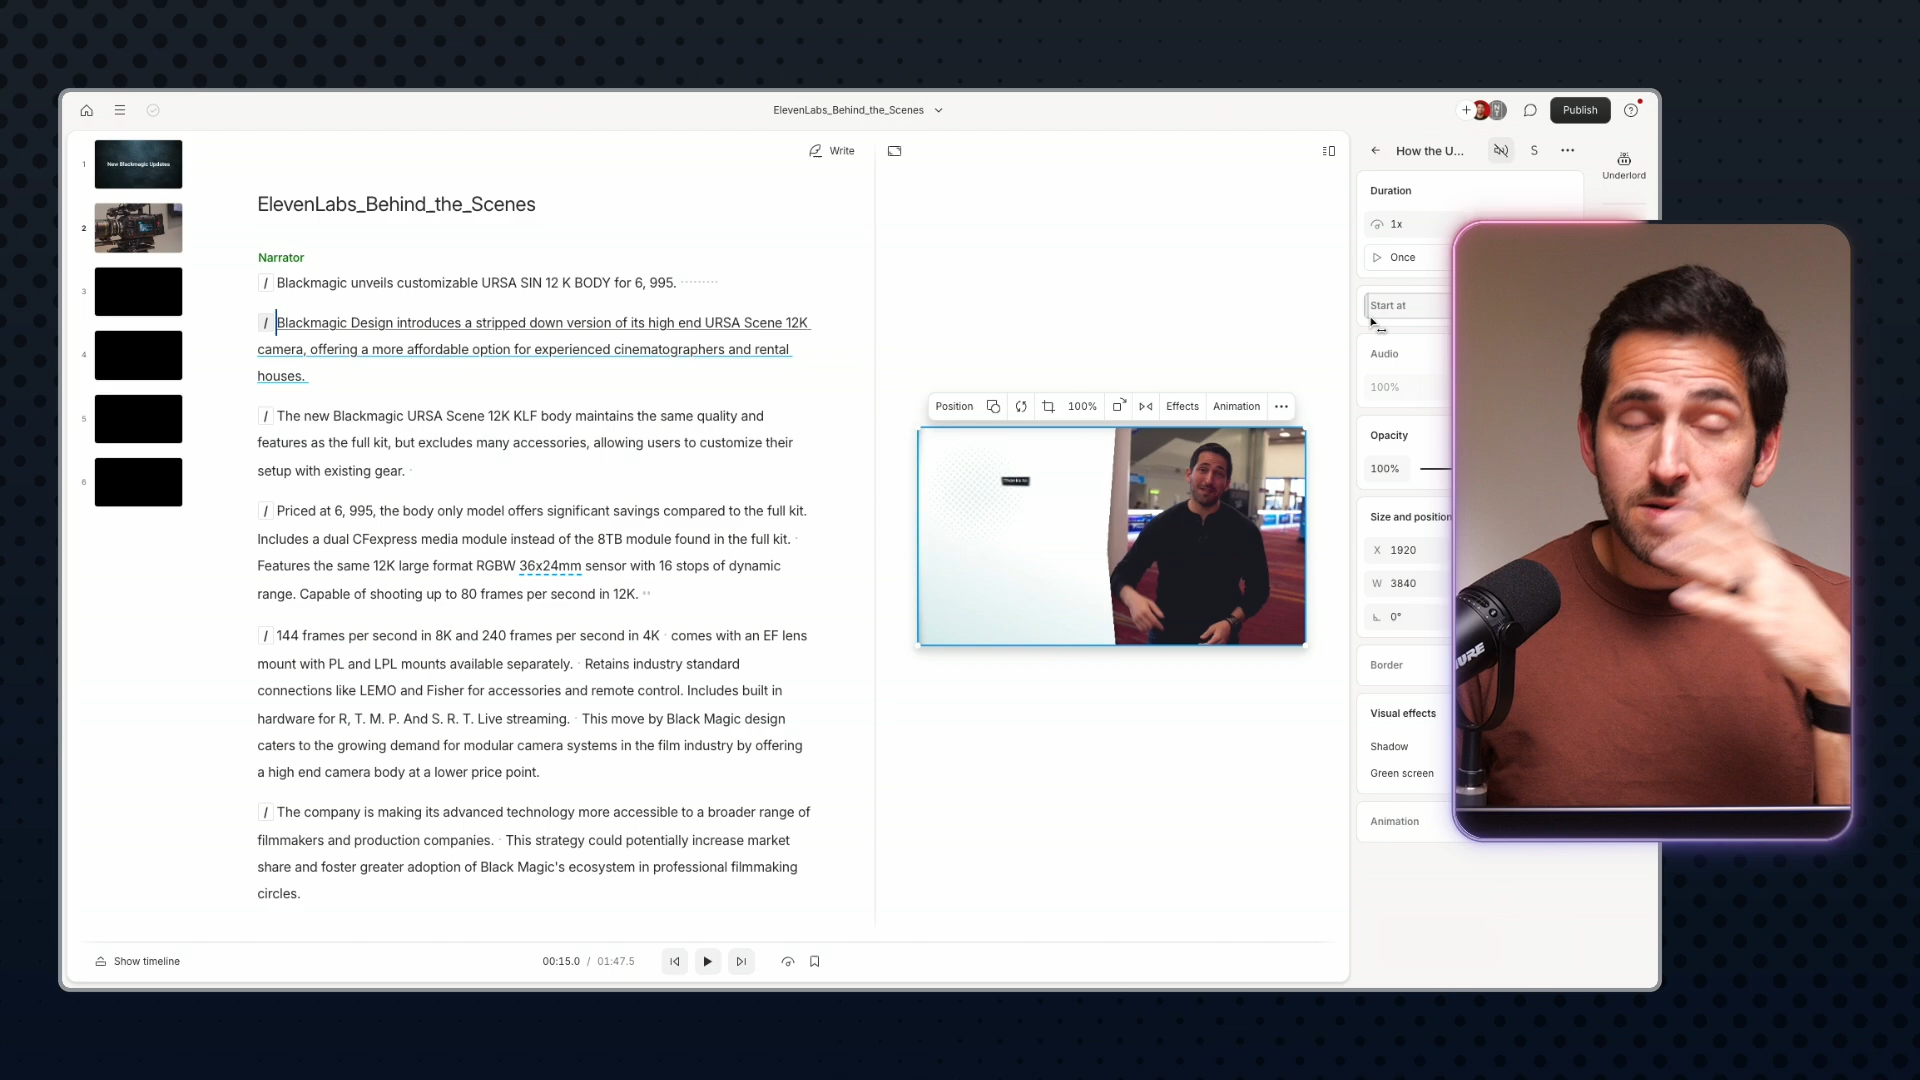 ElevenLabs_Behind_the_Scenes
Publish
1
New Blackmagic Updates
2
3
4
5
6
Write
ElevenLabs_Behind_the_Scenes
Narrator
/ Blackmagic unveils customizable URSA SIN 12 K BODY for 6, 995.
/ Blackmagic Design introduces a stripped down version of its high end URSA Scene 12K
camera, offering a more affordable option for experienced cinematographers and rental
houses.
/ The new Blackmagic URSA Scene 12K KLF body maintains the same quality and
features as the full kit, but excludes many accessories, allowing users to customize their
setup with existing gear.
/ Priced at 6, 995, the body only model offers significant savings compared to the full kit.
Includes a dual CFexpress media module instead of the 8TB module found in the full kit.
Features the same 12K large format RGBW 36x24mm sensor with 16 stops of dynamic
range. Capable of shooting up to 80 frames per second in 12K.
/ 144 frames per second in 8K and 240 frames per second in 4K comes with an EF lens
mount with PL and LPL mounts available separately. Retains industry standard
connections like LEMO and Fisher for accessories and remote control. Includes built in
hardware for R, T. M. P. And S. R. T. Live streaming. This move by Black Magic design
caters to the growing demand for modular camera systems in the film industry by offering
a high end camera body at a lower price point.
/ The company is making its advanced technology more accessible to a broader range of
filmmakers and production companies. This strategy could potentially increase market
share and foster greater adoption of Black Magic's ecosystem in professional filmmaking
circles.
Position
100%
Effects
Animation
How the U...
S
Underlord
Duration
1x
Once
Start at
Audio
100%
Opacity
100%
Size and position
X 1920
W 3840
0°
Border
Visual effects
Shadow
Green screen
Animation
URE
Show timeline
00:15.0 / 01:47.5